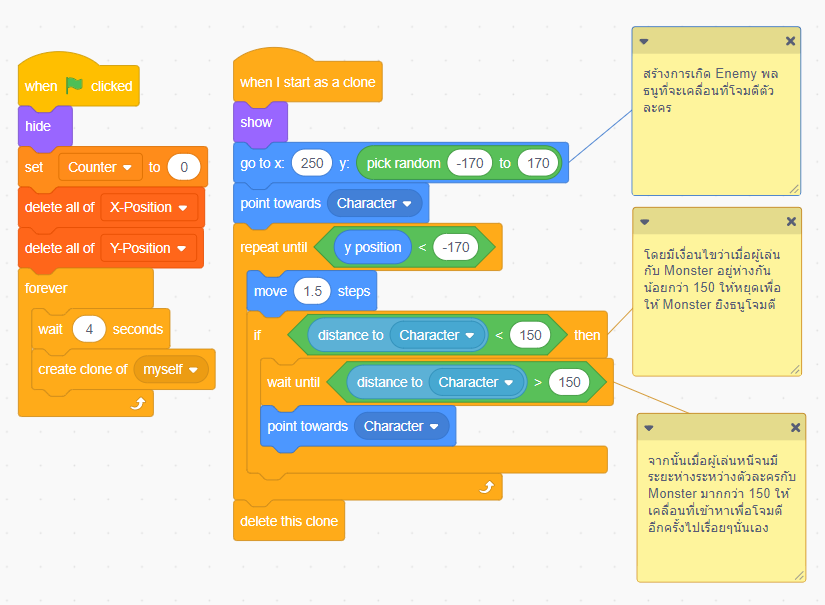 when clicked
hide
set Counter to 0
delete all of X-Position
delete all of Y-Position
forever
wait 4 seconds
create clone of myself
when I start as a clone
show
go to x: 250 y: pick random -170 to 170
point towards Character
repeat until y position < -170
move 1.5 steps
if distance to Character < 150 then
wait until distance to Character > 150
point towards Character
delete this clone
สร้างการเกิด Enemy พล
ธนูที่จะเคลื่อนที่โจมตีตัว
ละคร
โดยมีเงื่อนไขว่าเมื่อผู้เล่น
กับ Monster อยู่ห่างกัน
น้อยกว่า 150 ให้หยุดเพื่อ
ให้ Monster ยิงธนูโจมตี
จากนั้นเมื่อผู้เล่นหนีจนมี
ระยะห่างระหว่างตัวละครกับ
Monster มากกว่า 150 ให้
เคลื่อนที่เข้าหาเพื่อโจมตี
อีกครั้งไปเรื่อยๆนั่นเอง